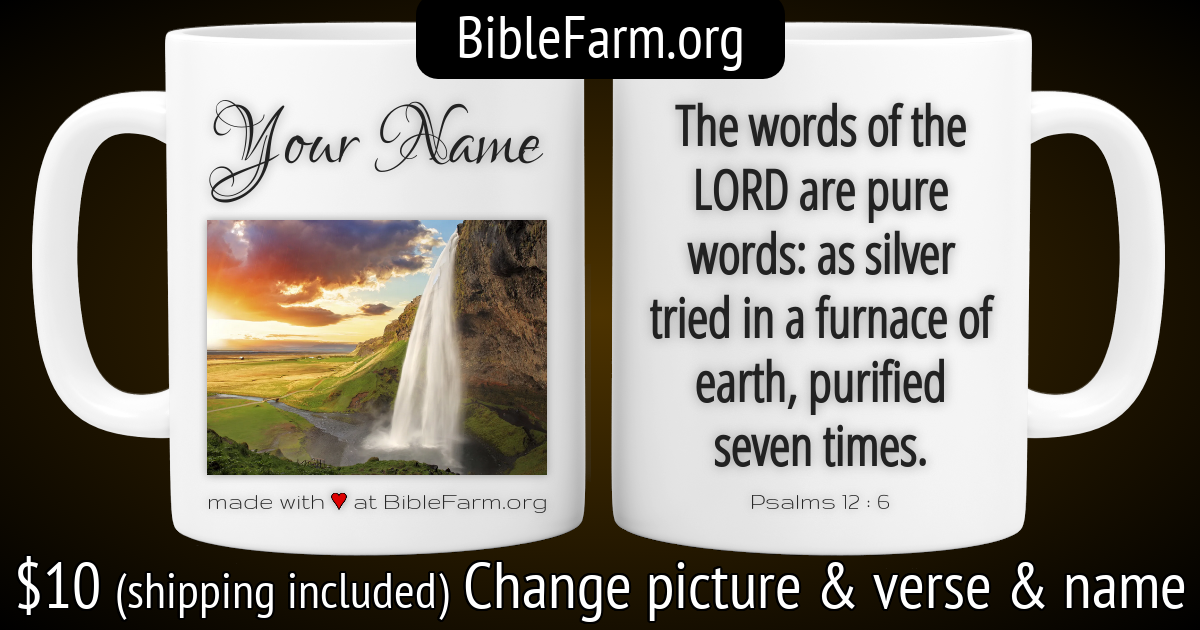 BibleFarm.org
Your Name
made with ♥ at BibleFarm.org
The words of the
LORD are pure
words: as silver
tried in a furnace of
earth, purified
seven times.
Psalms 12 : 6
$10 (shipping included) Change picture & verse & name